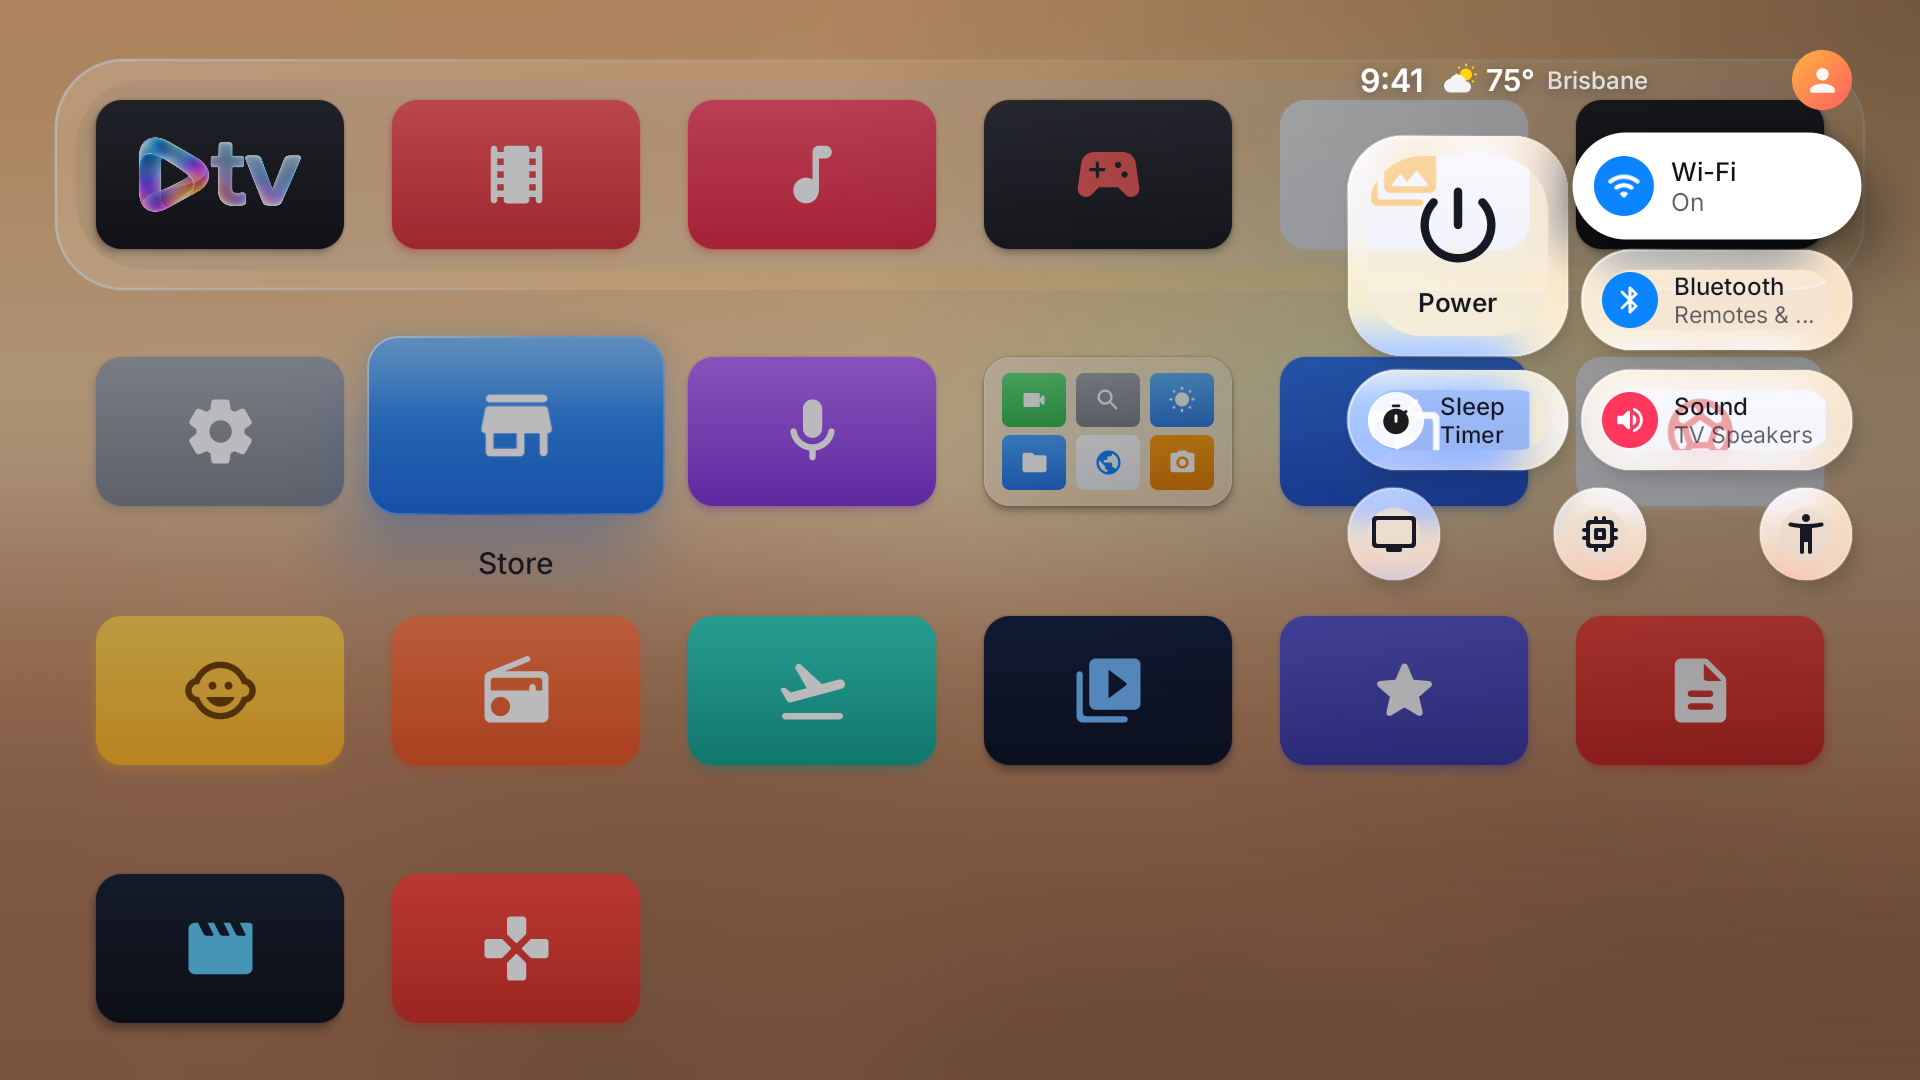 9:41 75° Brisbane
tv
Wi-Fi
On
Power
Bluetooth
Remotes & ...
Sleep
Timer
Sound
TV Speakers
Store